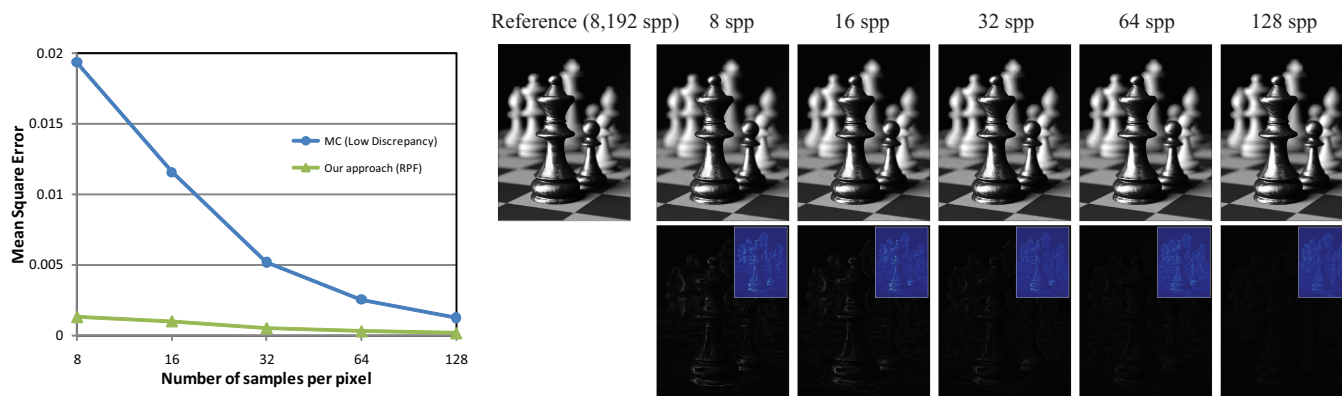 Reference (8,192 spp) 8 spp 16 spp 32 spp 64 spp 128 spp
0.02
0.015
0.01
0.005
0
Mean Square Error
MC (Low Discrepancy)
Our approach (RPF)
8 16 32 64 128
Number of samples per pixel